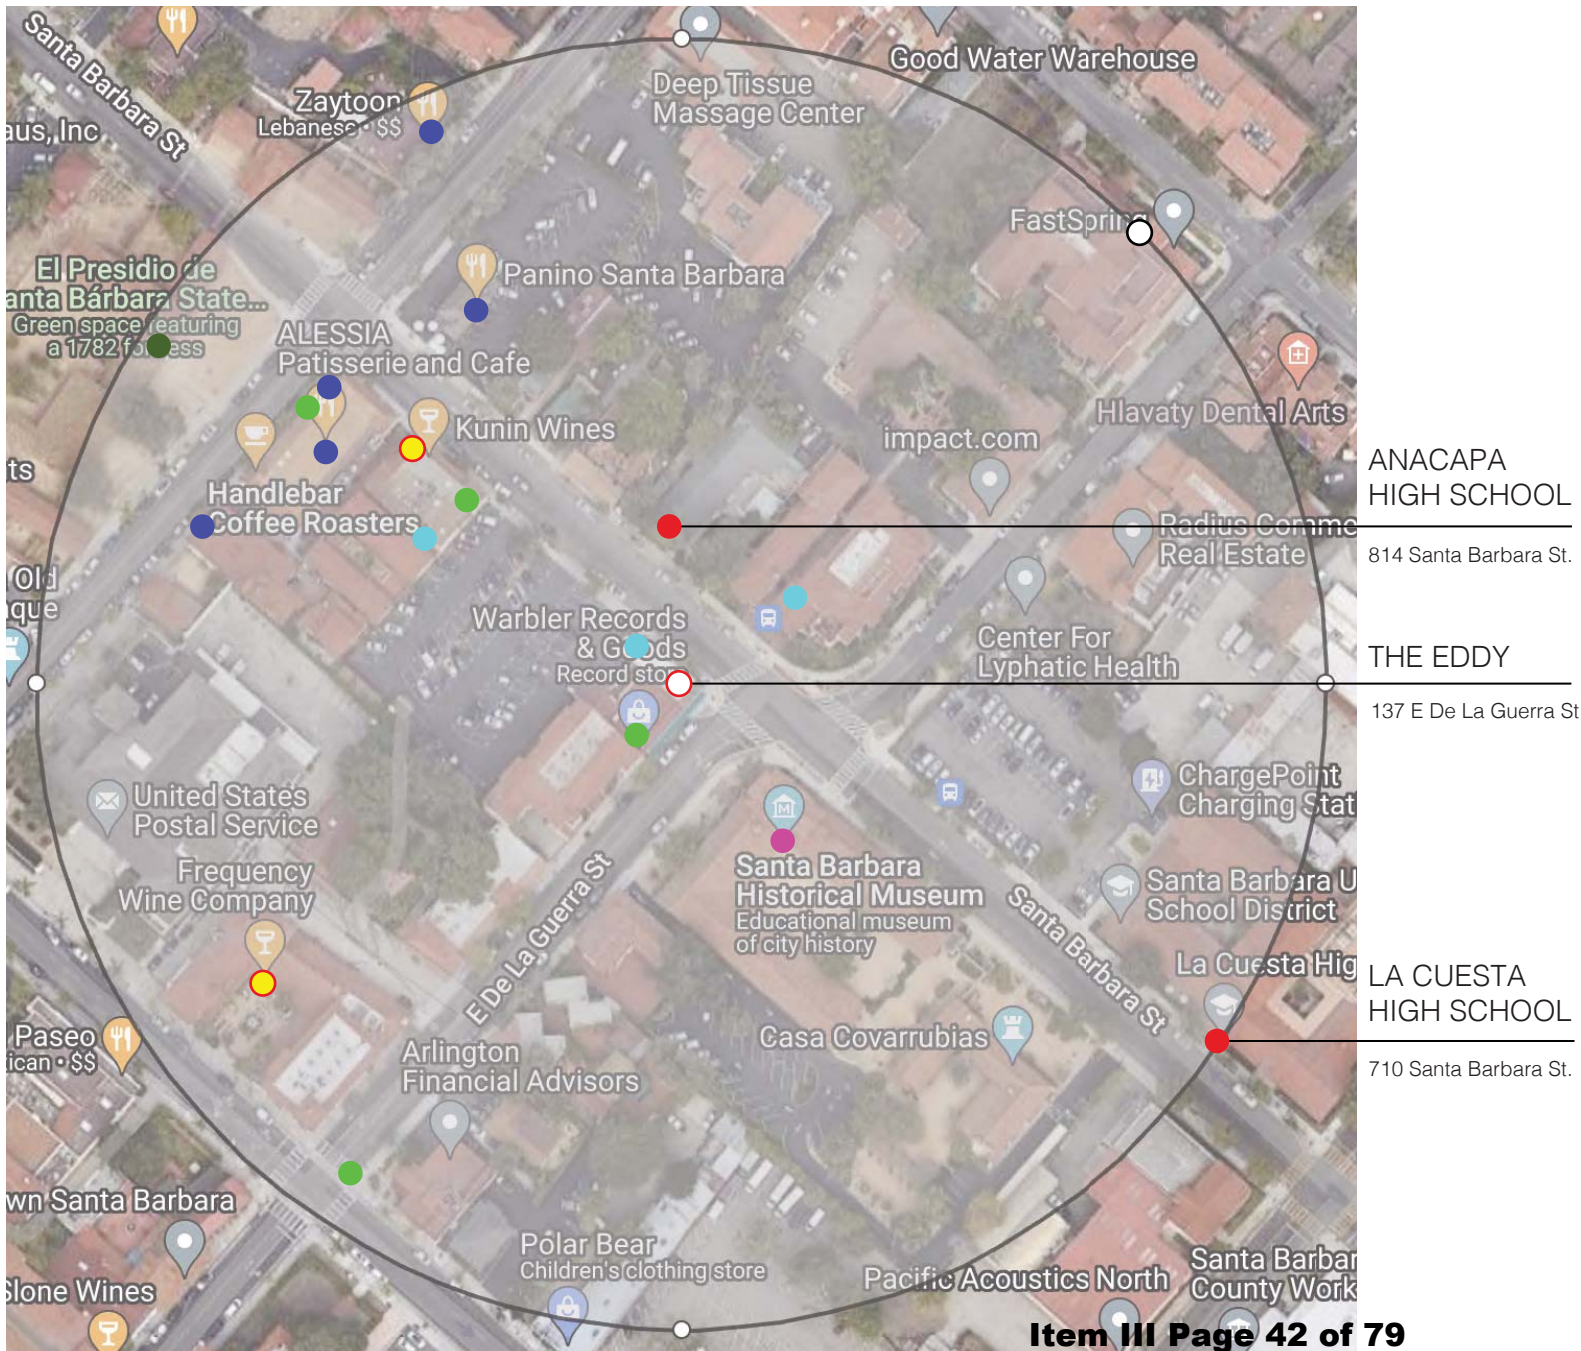 Santa Barbara St
aus, Inc
Zaytoon
Lebanese • $$
Deep Tissue
Massage Center
Good Water Warehouse
FastSpring
El Presidio de
anta Bárbara State...
Green space featuring
a 1782 fortress
Panino Santa Barbara
ALESSIA
Patisserie and Cafe
Kunin Wines
Hlavaty Dental Arts
impact.com
ts
Handlebar
Coffee Roasters
Radius Comme
Real Estate
ANACAPA
HIGH SCHOOL
814 Santa Barbara St.
Old
que
Warbler Records
& Goods
Record store
Center For
Lyphatic Health
THE EDDY
137 E De La Guerra St
United States
Postal Service
ChargePoint
Charging Stat
Frequency
Wine Company
M
Santa Barbara
Historical Museum
Educational museum
of city history
E De La Guerra St
Santa Barbara St
Santa Barbara U
School District
La Cuesta Hig
LA CUESTA
HIGH SCHOOL
710 Santa Barbara St.
Paseo
ican • $$
Arlington
Financial Advisors
Casa Covarrubias
wn Santa Barbara
Slone Wines
Polar Bear
Children's clothing store
Pacific Acoustics North
Santa Barbar
County Work
Item III Page 42 of 79